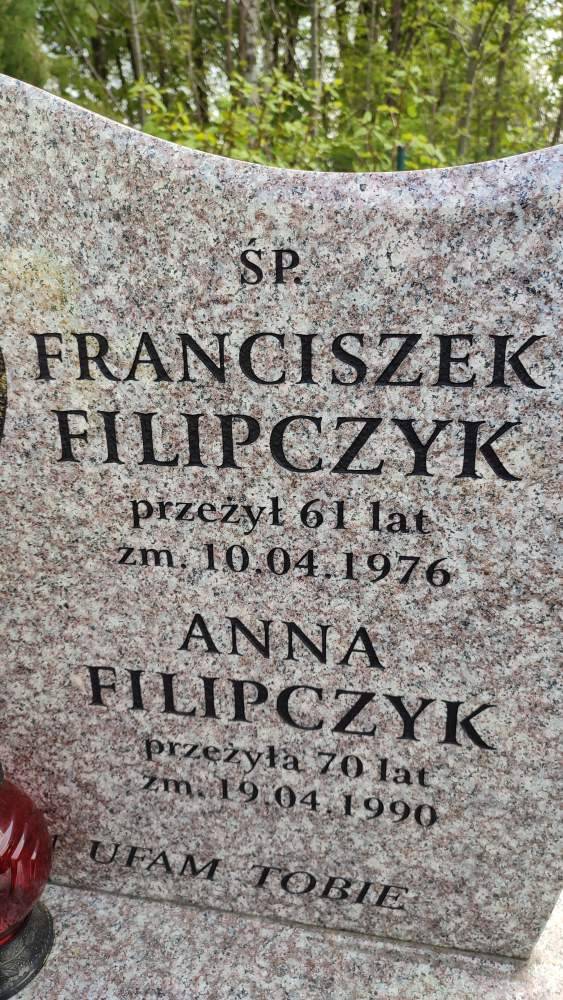 ŚP.
FRANCISZEK
FILIPCZYK
przeżył 61 lat
zm. 10.04.1976
ANNA
FILIPCZYK
przeżyła 70 lat
zm. 19.04.1990
UFAM TOBIE